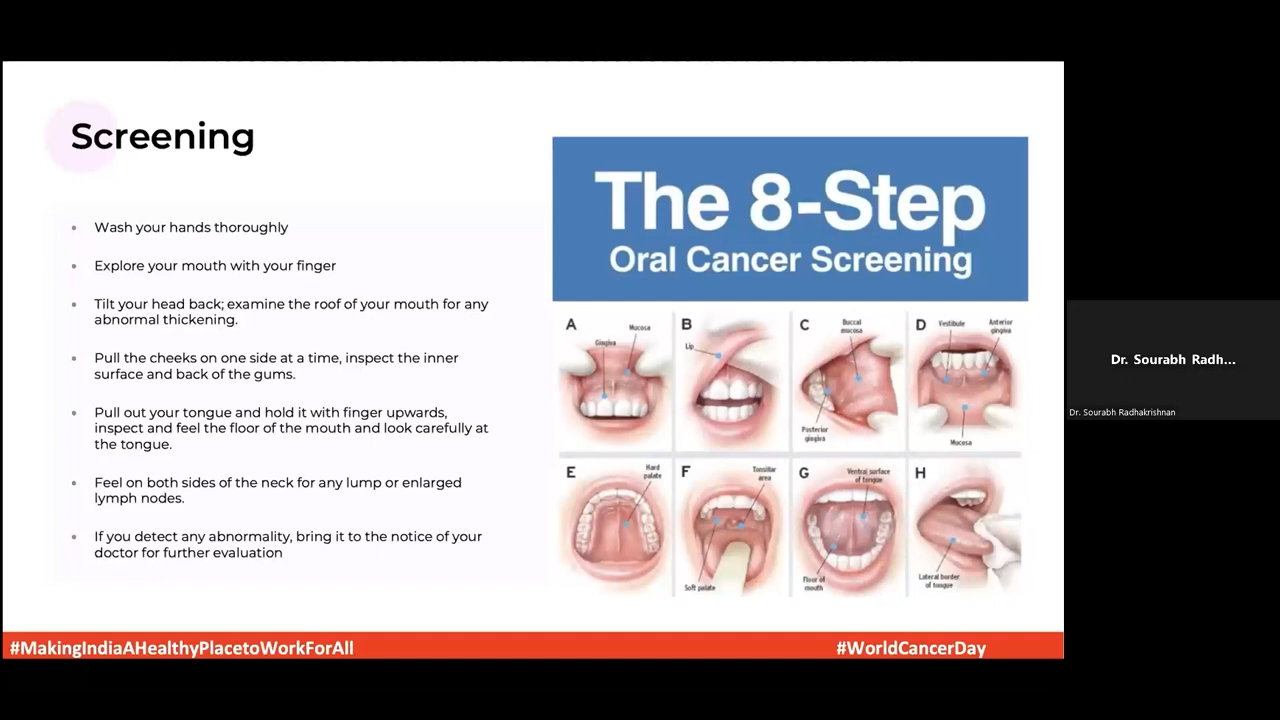 Screening
Wash your hands thoroughly
Explore your mouth with your finger
Tilt your head back; examine the roof of your mouth for any
abnormal thickening.
Pull the cheeks on one side at a time, inspect the inner
surface and back of the gums.
Pull out your tongue and hold it with finger upwards,
inspect and feel the floor of the mouth and look carefully at
the tongue.
Feel on both sides of the neck for any lump or enlarged
lymph nodes.
If you detect any abnormality, bring it to the notice of your
doctor for further evaluation
The 8-Step
Oral Cancer Screening
A
Gingiva
Mucosa
B
Lip
C
Buccal
mucosa
Posterior
gingiva
D
Vestibule
Anterior
gingiva
Mucosa
E
Hard
palate
F
Tonsillar
area
Soft palate
G
Ventral surface
of tongue
Floor of
mouth
H
Lateral border
of tongue
#MakingIndiaAHealthyPlacetoWorkForAll
#WorldCancerDay
Dr. Sourabh Radh...
Dr. Sourabh Radhakrishnan